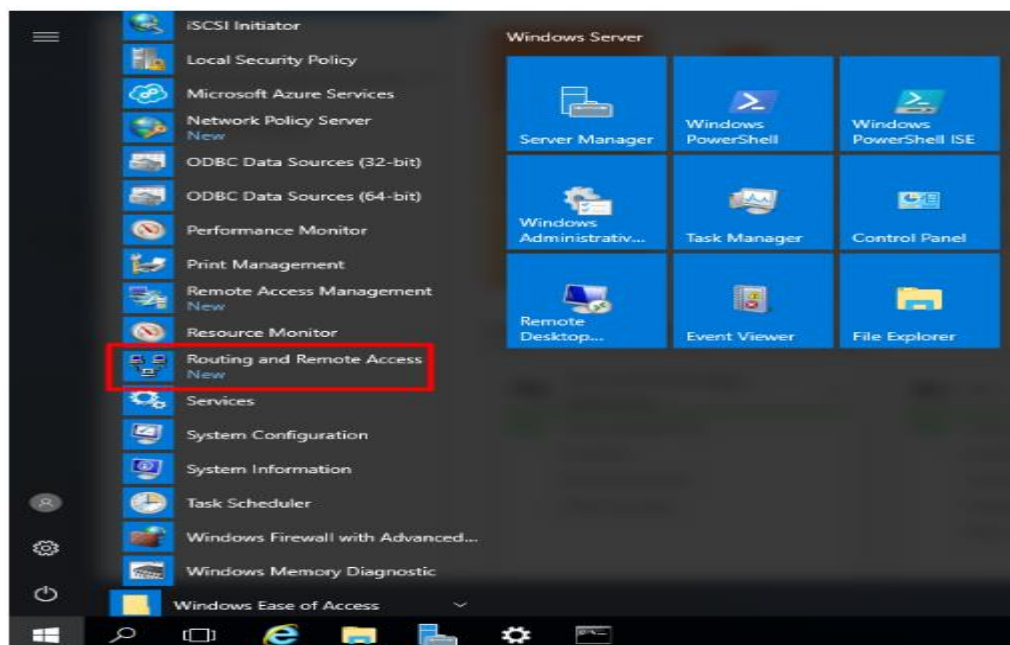 iSCSI Initiator
Local Security Policy
Microsoft Azure Services
Network Policy Server
New
ODBC Data Sources (32-bit)
ODBC Data Sources (64-bit)
Performance Monitor
Print Management
Remote Access Management
New
Resource Monitor
Routing and Remote Access
New
Services
System Configuration
System Information
Task Scheduler
Windows Firewall with Advanced...
Windows Memory Diagnostic
Windows Ease of Access
Windows Server
Server Manager
Windows
PowerShell
Windows
PowerShell ISE
Windows
Administrativ...
Task Manager
Control Panel
Remote
Desktop...
Event Viewer
File Explorer